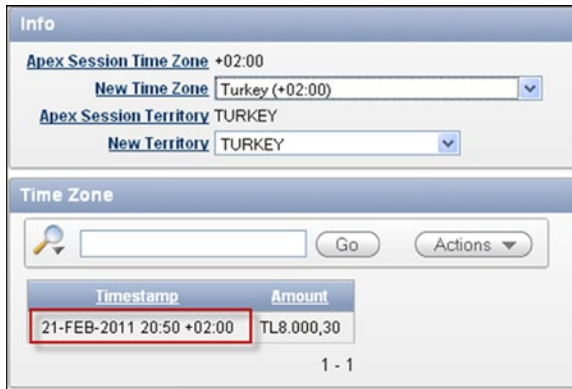 Info
Apex Session Time Zone +02:00
New Time Zone Turkey (+02:00)
Apex Session Territory TURKEY
New Territory TURKEY
Time Zone
Go Actions
Timestamp Amount
21-FEB-2011 20:50 +02:00 TL8.000,30
1 - 1